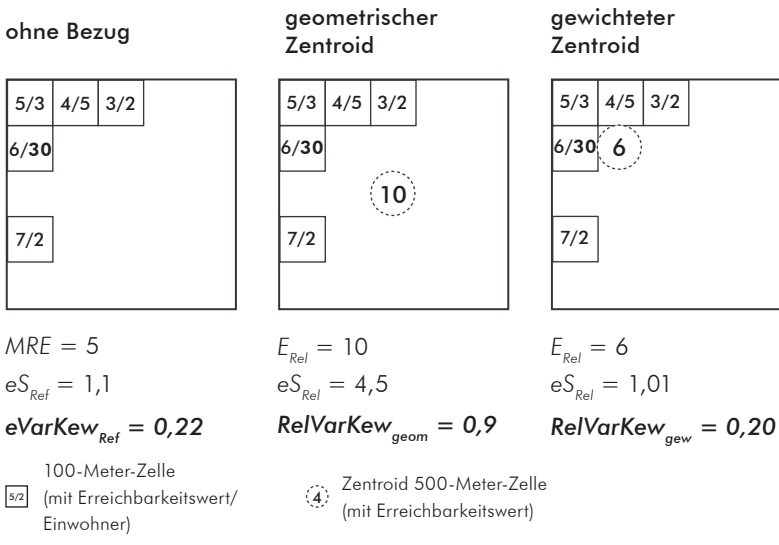 ohne Bezug
5/3 4/5 3/2
6/30
7/2
MRE = 5
eS_Ref = 1,1
eVarKew_Ref = 0,22
geometrischer
Zentroid
5/3 4/5 3/2
6/30
10
7/2
E_Rel = 10
eS_Rel = 4,5
RelVarKew_geom = 0,9
gewichteter
Zentroid
5/3 4/5 3/2
6/30 6
7/2
E_Rel = 6
eS_Rel = 1,01
RelVarKew_gew = 0,20
5/2
100-Meter-Zelle
(mit Erreichbarkeitswert/
Einwohner)
4
Zentroid 500-Meter-Zelle
(mit Erreichbarkeitswert)